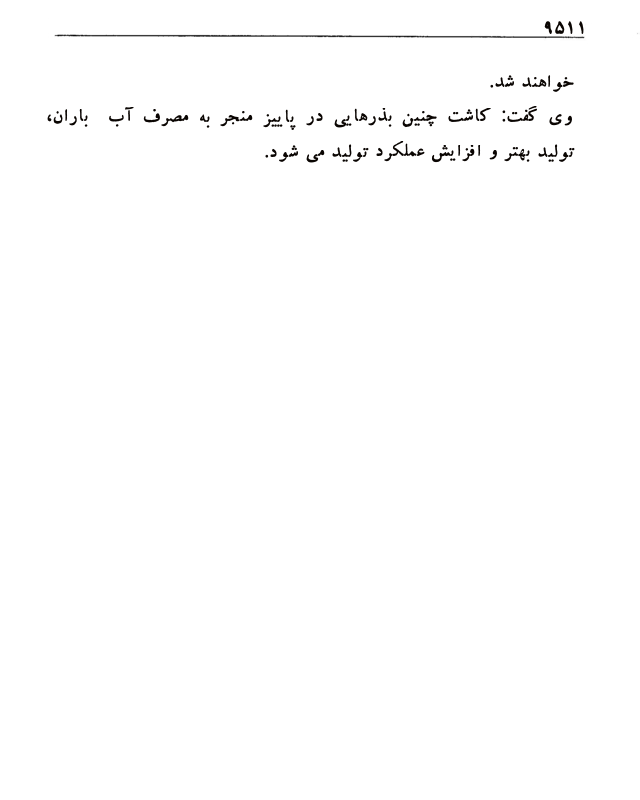 ۹۵۱۱
خواهند شد.
وی گفت: کاشت چنین بذرهایی در پاییز منجر به مصرف آب باران،
تولید بهتر و افزایش عملکرد تولید می شود.